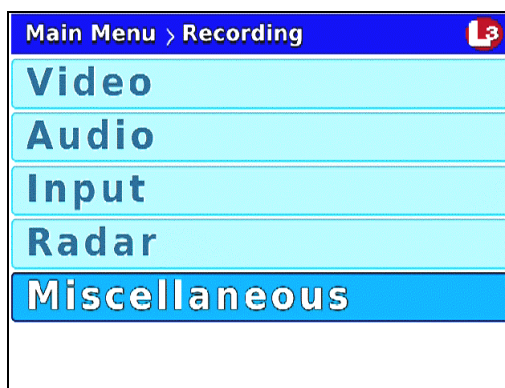 Main Menu > Recording
L3
Video
Audio
Input
Radar
Miscellaneous